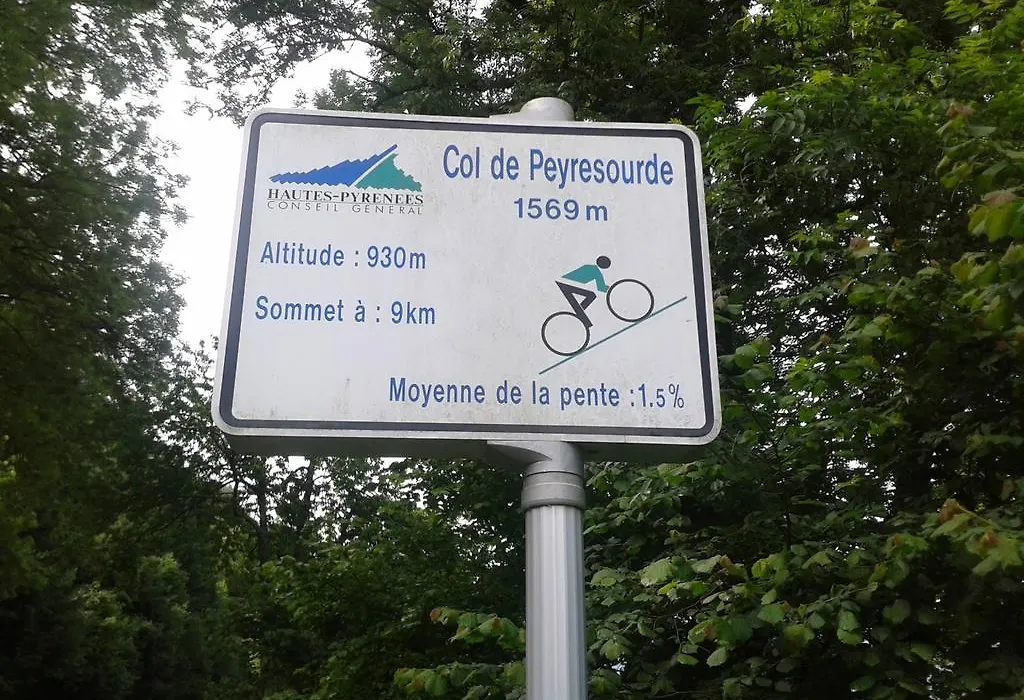 Col de Peyresourde
1569 m
HAUTES-PYRENEES
CONSEIL GENERAL
Altitude : 930m
Sommet à : 9km
Moyenne de la pente :1.5%